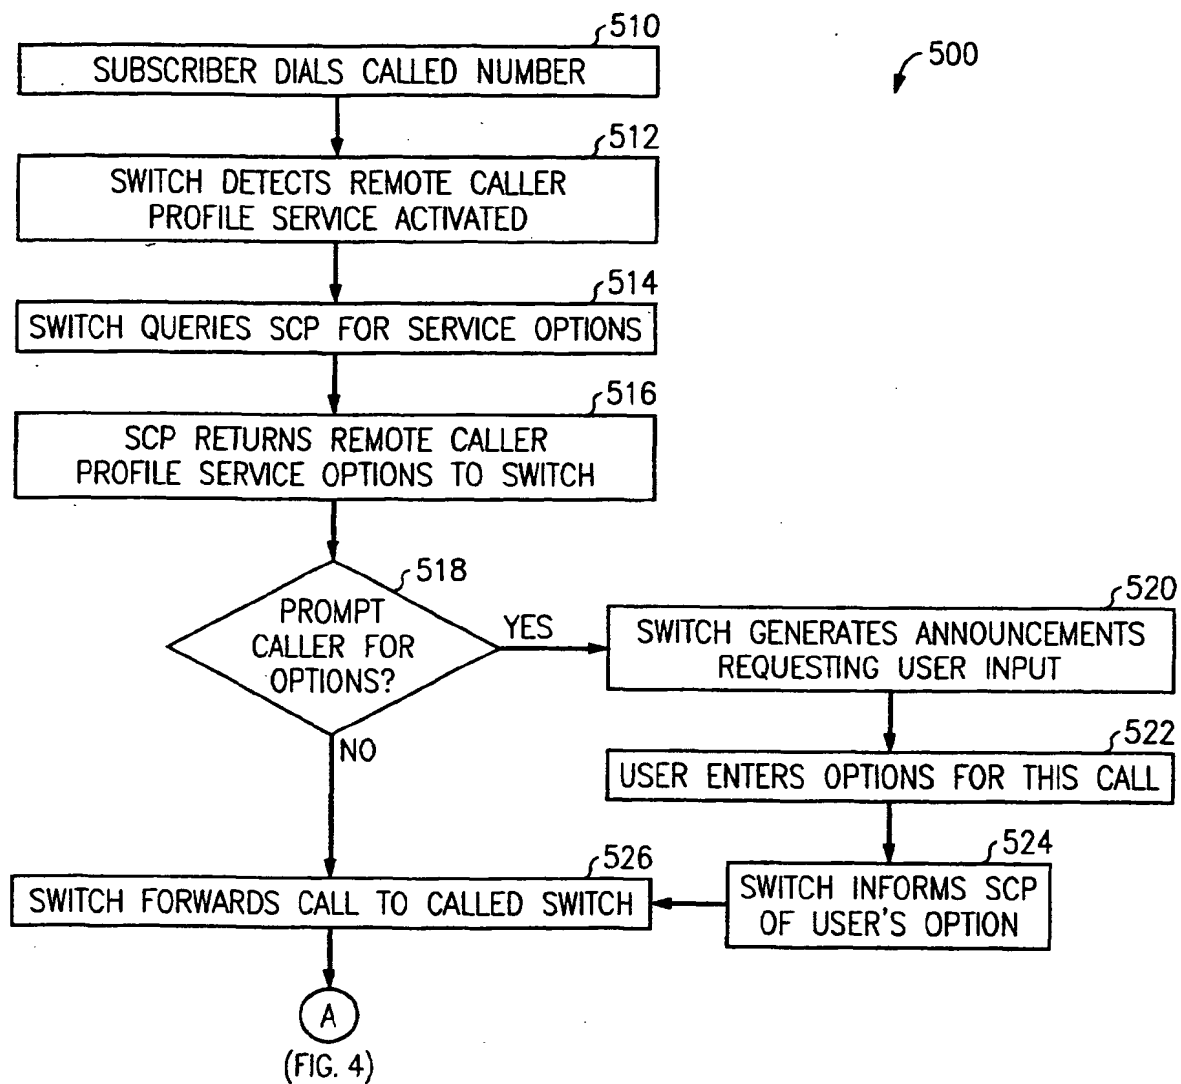 510
SUBSCRIBER DIALS CALLED NUMBER
500
512
SWITCH DETECTS REMOTE CALLER
PROFILE SERVICE ACTIVATED
514
SWITCH QUERIES SCP FOR SERVICE OPTIONS
516
SCP RETURNS REMOTE CALLER
PROFILE SERVICE OPTIONS TO SWITCH
518
PROMPT
CALLER FOR
OPTIONS?
YES
NO
520
SWITCH GENERATES ANNOUNCEMENTS
REQUESTING USER INPUT
522
USER ENTERS OPTIONS FOR THIS CALL
524
SWITCH INFORMS SCP
OF USER'S OPTION
526
SWITCH FORWARDS CALL TO CALLED SWITCH
A
(FIG. 4)